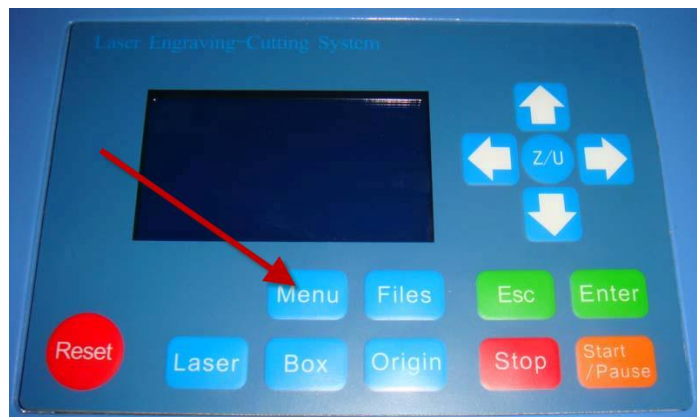 Laser Engraving-Cutting System
Z/U
Menu
Files
Esc
Enter
Reset
Laser
Box
Origin
Stop
Start
/Pause